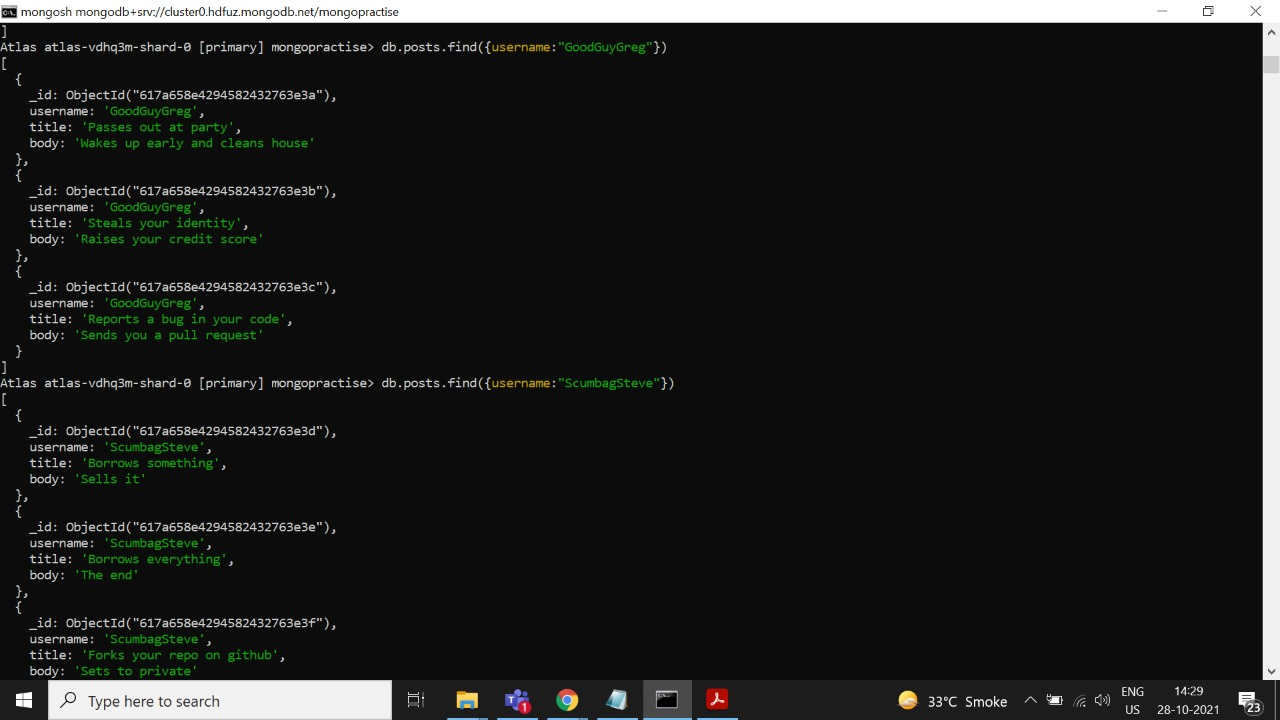 mongosh mongodb+srv://cluster0.hdfuz.mongodb.net/mongopractise
]
Atlas atlas-vdhq3m-shard-0 [primary] mongopractise> db.posts.find({username:"GoodGuyGreg"})
[
  {
    _id: ObjectId("617a658e4294582432763e3a"),
    username: 'GoodGuyGreg',
    title: 'Passes out at party',
    body: 'Wakes up early and cleans house'
  },
  {
    _id: ObjectId("617a658e4294582432763e3b"),
    username: 'GoodGuyGreg',
    title: 'Steals your identity',
    body: 'Raises your credit score'
  },
  {
    _id: ObjectId("617a658e4294582432763e3c"),
    username: 'GoodGuyGreg',
    title: 'Reports a bug in your code',
    body: 'Sends you a pull request'
  }
]
Atlas atlas-vdhq3m-shard-0 [primary] mongopractise> db.posts.find({username:"ScumbagSteve"})
[
  {
    _id: ObjectId("617a658e4294582432763e3d"),
    username: 'ScumbagSteve',
    title: 'Borrows something',
    body: 'Sells it'
  },
  {
    _id: ObjectId("617a658e4294582432763e3e"),
    username: 'ScumbagSteve',
    title: 'Borrows everything',
    body: 'The end'
  },
  {
    _id: ObjectId("617a658e4294582432763e3f"),
    username: 'ScumbagSteve',
    title: 'Forks your repo on github',
    body: 'Sets to private'
Type here to search
1
33°C Smoke
ENG
US
14:29
28-10-2021
23